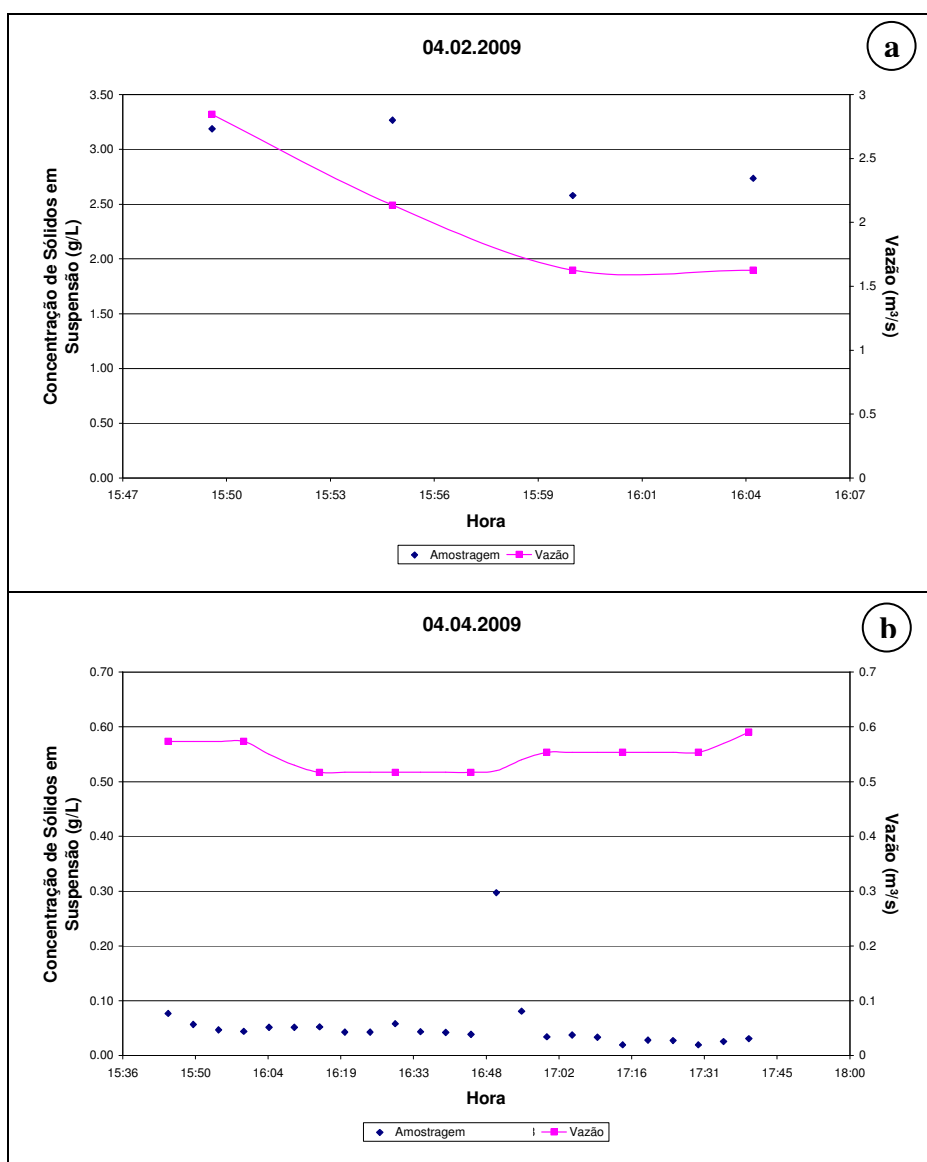 04.02.2009
a
3.50
3.00
2.50
2.00
1.50
1.00
0.50
0.00
3
2.5
2
1.5
1
0.5
0
Concentração de Sólidos em
Suspensão (g/L)
Vazão (m³/s)
15:47 15:50 15:53 15:56 15:59 16:01 16:04 16:07
Hora
Amostragem Vazão
04.04.2009
b
0.70
0.60
0.50
0.40
0.30
0.20
0.10
0.00
0.7
0.6
0.5
0.4
0.3
0.2
0.1
0
Concentração de Sólidos em
Suspensão (g/L)
Vazão (m³/s)
15:36 15:50 16:04 16:19 16:33 16:48 17:02 17:16 17:31 17:45 18:00
Hora
Amostragem Vazão